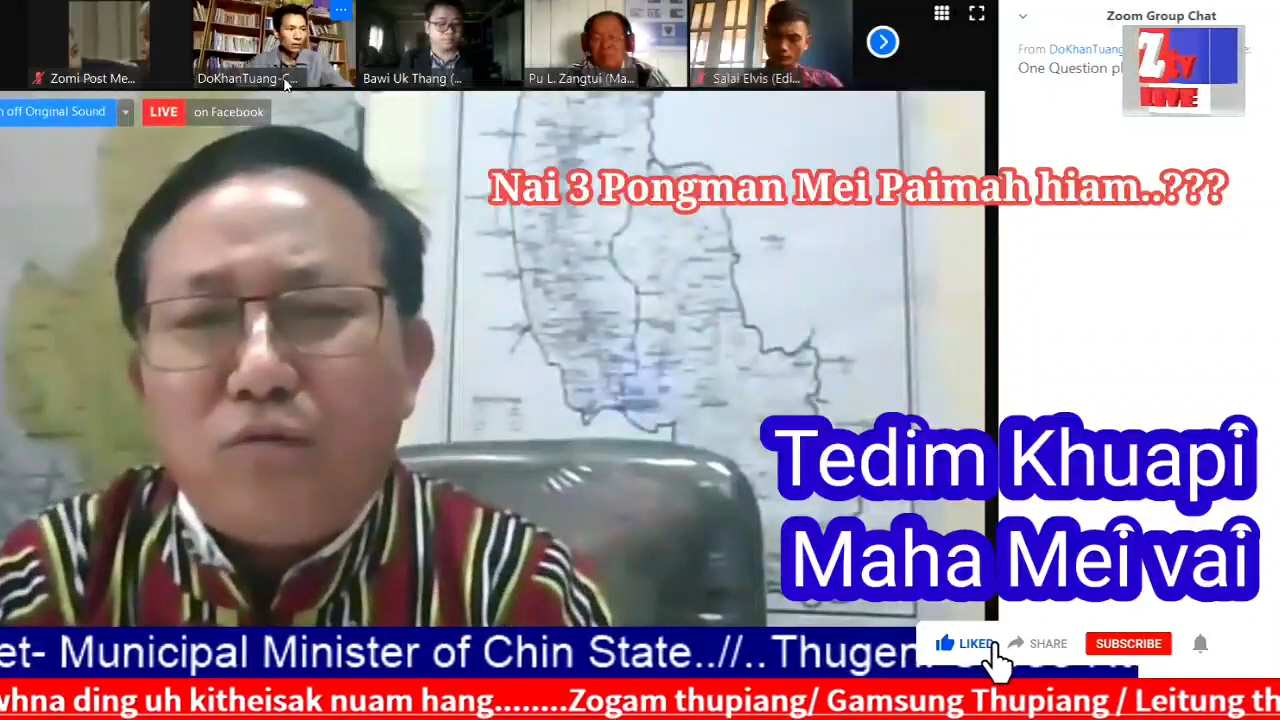 Zomi Post Me...
DoKhanTuang-C...
Bawi Uk Thang (...
Pu L. Zangtui (Ma...
Salai Elvis (Edi...
Zoom Group Chat
From DoKhanTuang
One Question
Z tv
LIVE
off Original Sound
LIVE on Facebook
Nai 3 Pongman Mei Paimah hiam..???
Tedim Khuapi
Maha Mei vai
LIKED
SHARE
SUBSCRIBE
et- Municipal Minister of Chin State..//..Thugen
whna ding uh kitheisak nuam hang........Zogam thupiang/ Gamsung Thupiang / Leitung th